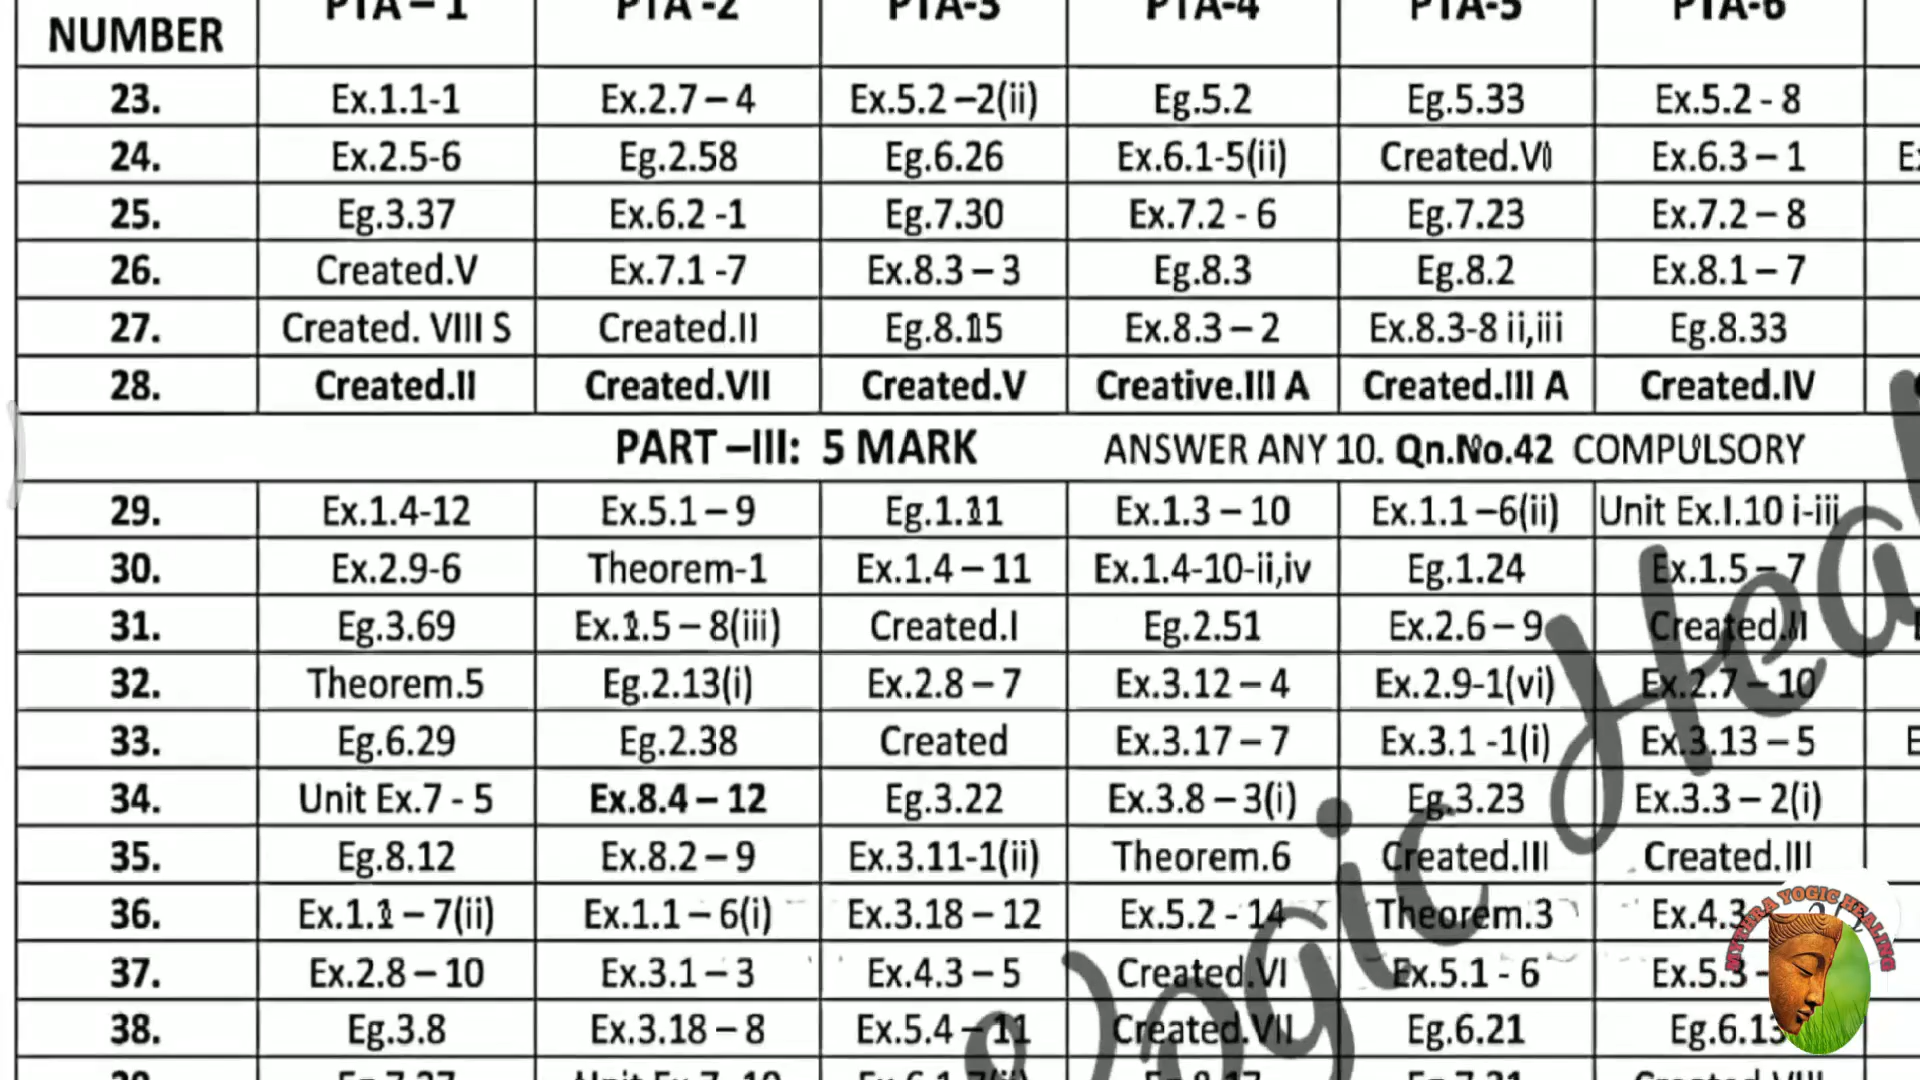 NUMBER PTA – 1 PTA -2 PTA-3 PTA-4 PTA-5 PTA-6
23. Ex.1.1-1 Ex.2.7 – 4 Ex.5.2 –2(ii) Eg.5.2 Eg.5.33 Ex.5.2 - 8
24. Ex.2.5-6 Eg.2.58 Eg.6.26 Ex.6.1-5(ii) Created.VI Ex.6.3 – 1
25. Eg.3.37 Ex.6.2 -1 Eg.7.30 Ex.7.2 - 6 Eg.7.23 Ex.7.2 – 8
26. Created.V Ex.7.1 -7 Ex.8.3 – 3 Eg.8.3 Eg.8.2 Ex.8.1 – 7
27. Created. VIII S Created.II Eg.8.15 Ex.8.3 – 2 Ex.8.3-8 ii,iii Eg.8.33
28. Created.II Created.VII Created.V Creative.III A Created.III A Created.IV
PART –III: 5 MARK ANSWER ANY 10. Qn.No.42 COMPULSORY
29. Ex.1.4-12 Ex.5.1 – 9 Eg.1.11 Ex.1.3 – 10 Ex.1.1 –6(ii) Unit Ex.I.10 i-iii
30. Ex.2.9-6 Theorem-1 Ex.1.4 – 11 Ex.1.4-10-ii,iv Eg.1.24 Ex.1.5 – 7
31. Eg.3.69 Ex.1.5 – 8(iii) Created.I Eg.2.51 Ex.2.6 – 9 Created.II
32. Theorem.5 Eg.2.13(i) Ex.2.8 – 7 Ex.3.12 – 4 Ex.2.9-1(vi) Ex.2.7 – 10
33. Eg.6.29 Eg.2.38 Created Ex.3.17 – 7 Ex.3.1 -1(i) Ex.3.13 – 5
34. Unit Ex.7 - 5 Ex.8.4 – 12 Eg.3.22 Ex.3.8 – 3(i) Eg.3.23 Ex.3.3 – 2(i)
35. Eg.8.12 Ex.8.2 – 9 Ex.3.11-1(ii) Theorem.6 Created.III Created.III
36. Ex.1.1 – 7(ii) Ex.1.1 – 6(i) Ex.3.18 – 12 Ex.5.2 - 14 Theorem.3 Ex.4.3
37. Ex.2.8 – 10 Ex.3.1 – 3 Ex.4.3 – 5 Created.VI Ex.5.1 - 6 Ex.5.3 -
38. Eg.3.8 Ex.3.18 – 8 Ex.5.4 – 11 Created.VII Eg.6.21 Eg.6.13
Yogic Heal
MYTHRA YOGIC HEALING